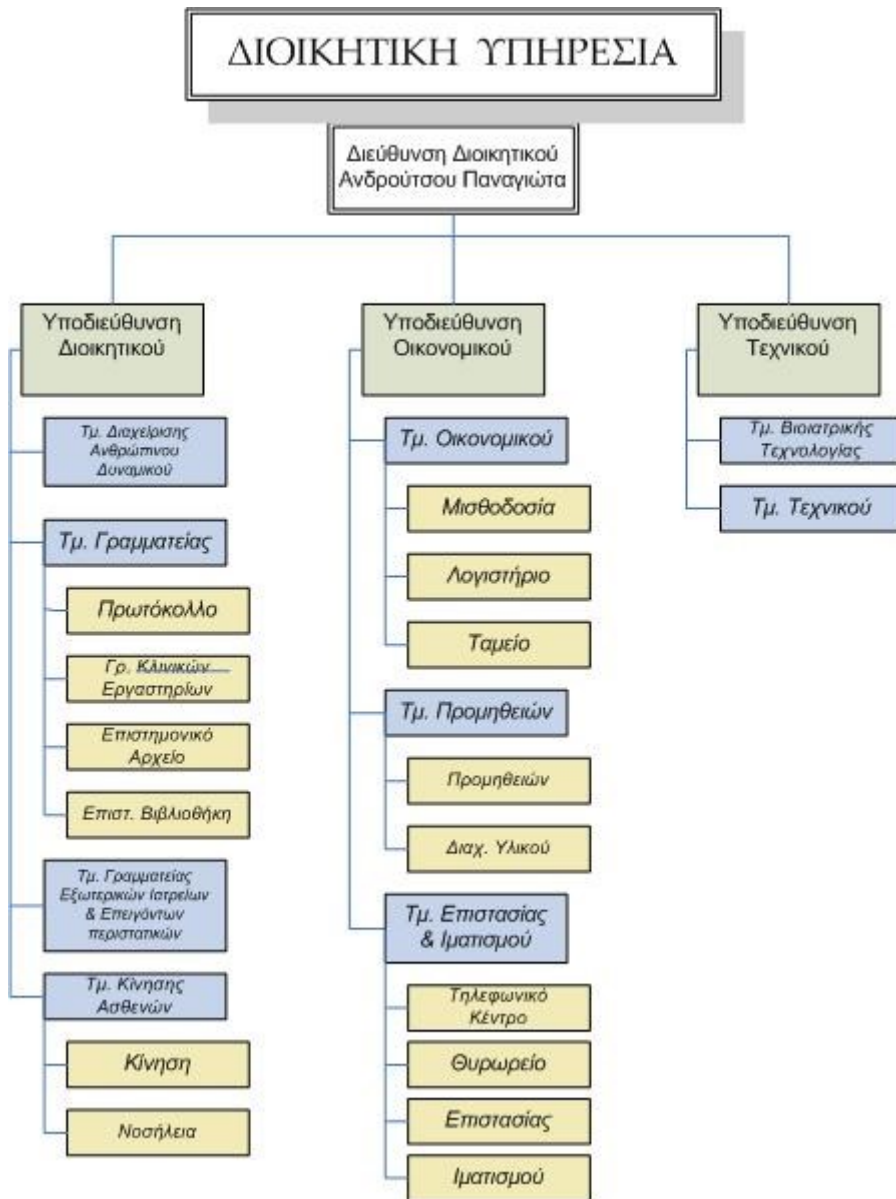 ΔΙΟΙΚΗΤΙΚΗ ΥΠΗΡΕΣΙΑ
Διεύθυνση Διοικητικού
Ανδρούτσου Παναγιώτα
Υποδιεύθυνση
Διοικητικού
Τμ. Διαχείρισης
Ανθρώπινου
Δυναμικού
Τμ. Γραμματείας
Πρωτόκολλο
Γρ. Κλινικών
Εργαστηρίων
Επιστημονικό
Αρχείο
Επιστ. Βιβλιοθήκη
Τμ. Γραμματείας
Εξωτερικών Ιατρείων
& Επειγόντων
περιστατικών
Τμ. Κίνησης
Ασθενών
Κίνηση
Νοσήλεια
Υποδιεύθυνση
Οικονομικού
Τμ. Οικονομικού
Μισθοδοσία
Λογιστήριο
Ταμείο
Τμ. Προμηθειών
Προμηθειών
Διαχ. Υλικού
Τμ. Επιστασίας
& Ιματισμού
Τηλεφωνικό
Κέντρο
Θυρωρείο
Επιστασίας
Ιματισμού
Υποδιεύθυνση
Τεχνικού
Τμ. Βιοιατρικής
Τεχνολογίας
Τμ. Τεχνικού